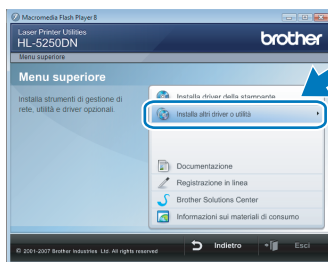 Macromedia Flash Player 8
Laser Printer Utilities
HL-5250DN
brother
Menu superiore
Menu superiore
Installa strumenti di gestione di
rete, utilità e driver opzionali.
Installa driver della stampante
Installa altri driver o utilità
Documentazione
Registrazione in linea
Brother Solutions Center
Informazioni sui materiali di consumo
© 2001-2007 Brother Industries Ltd. All rights reserved
Indietro
Esci